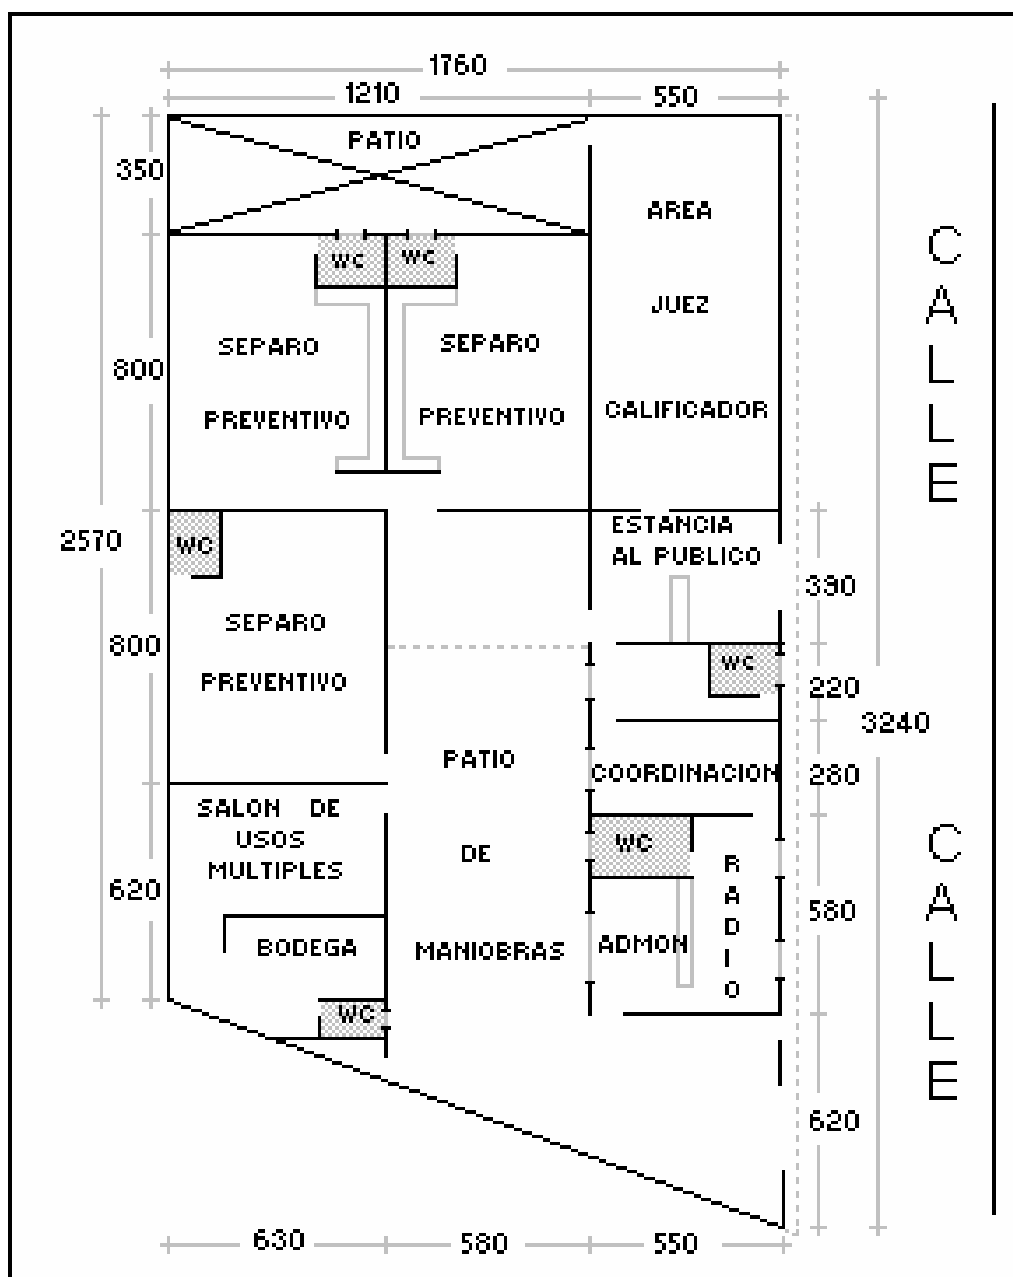 1760
1210
550
PATIO
350
AREA
WC
WC
C
A
L
L
E
JUEZ
SEPARO
SEPARO
800
CALIFICADOR
PREVENTIVO
PREVENTIVO
ESTANCIA
AL PUBLICO
2570
WC
390
SEPARO
800
WC
PREVENTIVO
220
3240
PATIO
COORDINACION
280
SALON DE
USOS
MULTIPLES
WC
DE
R
A
D
I
O
C
A
L
L
E
620
580
BODEGA
ADMON
MANIOBRAS
WC
620
630
580
550